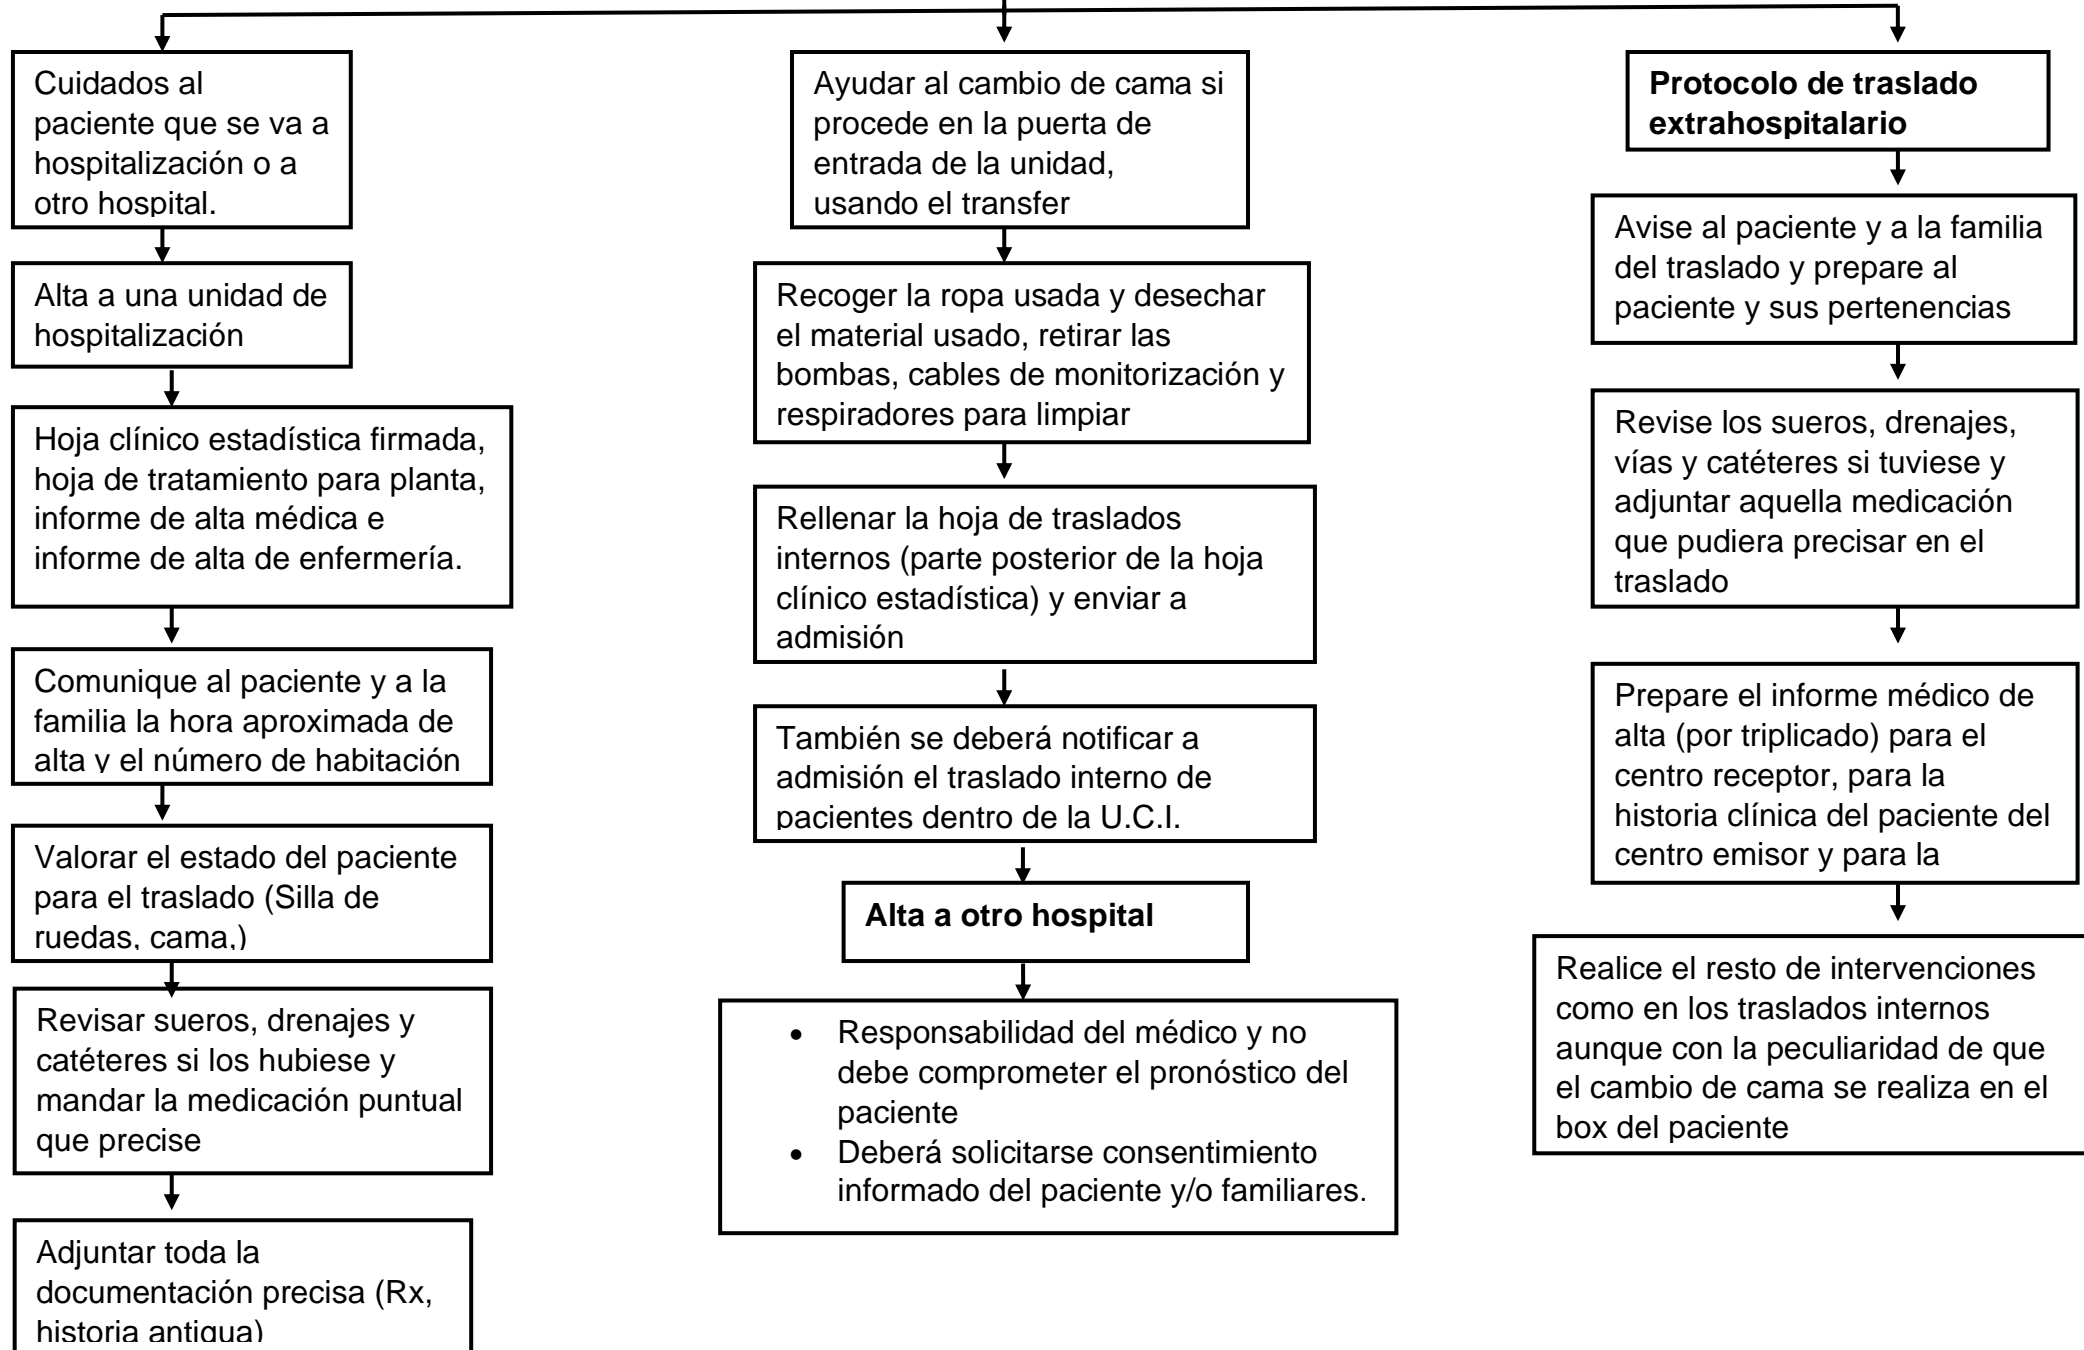 Cuidados al
paciente que se va a
hospitalización o a
otro hospital.
Alta a una unidad de
hospitalización
Hoja clínico estadística firmada,
hoja de tratamiento para planta,
informe de alta médica e
informe de alta de enfermería.
Comunique al paciente y a la
familia la hora aproximada de
alta y el número de habitación
Valorar el estado del paciente
para el traslado (Silla de
ruedas, cama,)
Revisar sueros, drenajes y
catéteres si los hubiese y
mandar la medicación puntual
que precise
Adjuntar toda la
documentación precisa (Rx,
historia antigua)
Ayudar al cambio de cama si
procede en la puerta de
entrada de la unidad,
usando el transfer
Recoger la ropa usada y desechar
el material usado, retirar las
bombas, cables de monitorización y
respiradores para limpiar
Rellenar la hoja de traslados
internos (parte posterior de la hoja
clínico estadística) y enviar a
admisión
También se deberá notificar a
admisión el traslado interno de
pacientes dentro de la U.C.I.
Alta a otro hospital
• Responsabilidad del médico y no
debe comprometer el pronóstico del
paciente
• Deberá solicitarse consentimiento
informado del paciente y/o familiares.
Protocolo de traslado
extrahospitalario
Avise al paciente y a la familia
del traslado y prepare al
paciente y sus pertenencias
Revise los sueros, drenajes,
vías y catéteres si tuviese y
adjuntar aquella medicación
que pudiera precisar en el
traslado
Prepare el informe médico de
alta (por triplicado) para el
centro receptor, para la
historia clínica del paciente del
centro emisor y para la
Realice el resto de intervenciones
como en los traslados internos
aunque con la peculiaridad de que
el cambio de cama se realiza en el
box del paciente